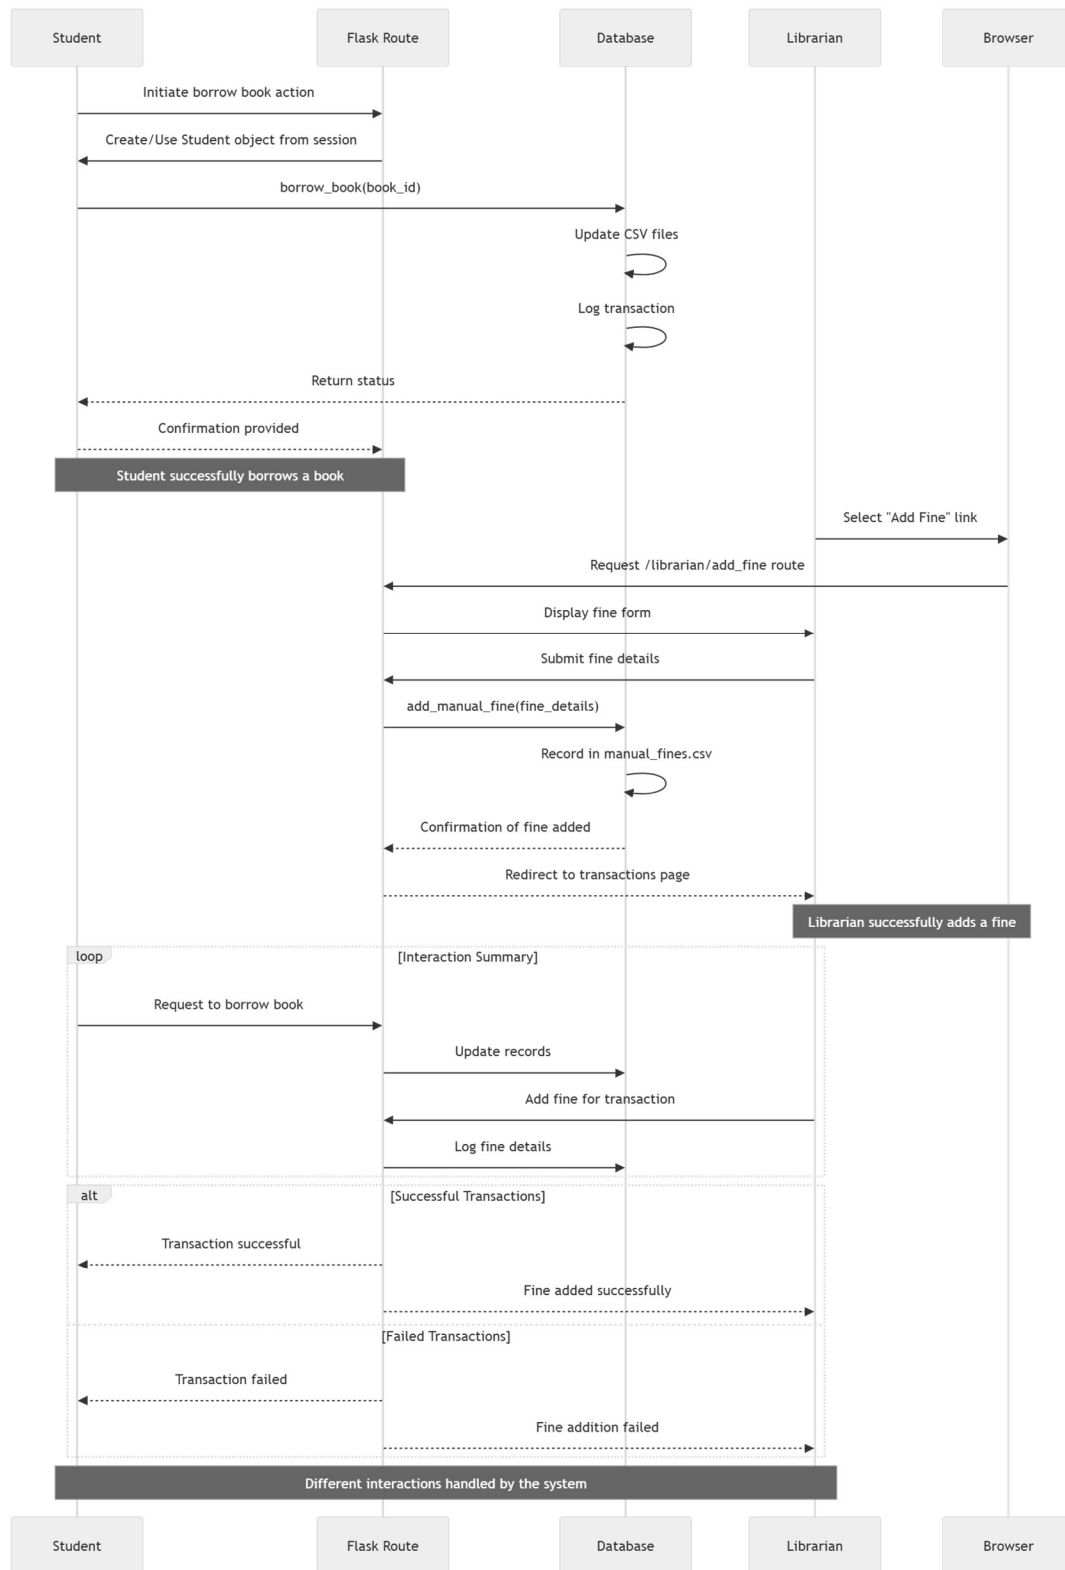 Student
Flask Route
Database
Librarian
Browser
Initiate borrow book action
Create/Use Student object from session
borrow_book(book_id)
Update CSV files
Log transaction
Return status
Confirmation provided
Student successfully borrows a book
Select "Add Fine" link
Request /librarian/add_fine route
Display fine form
Submit fine details
add_manual_fine(fine_details)
Record in manual_fines.csv
Confirmation of fine added
Redirect to transactions page
Librarian successfully adds a fine
loop
[Interaction Summary]
Request to borrow book
Update records
Add fine for transaction
Log fine details
alt
[Successful Transactions]
Transaction successful
Fine added successfully
[Failed Transactions]
Transaction failed
Fine addition failed
Different interactions handled by the system
Student
Flask Route
Database
Librarian
Browser